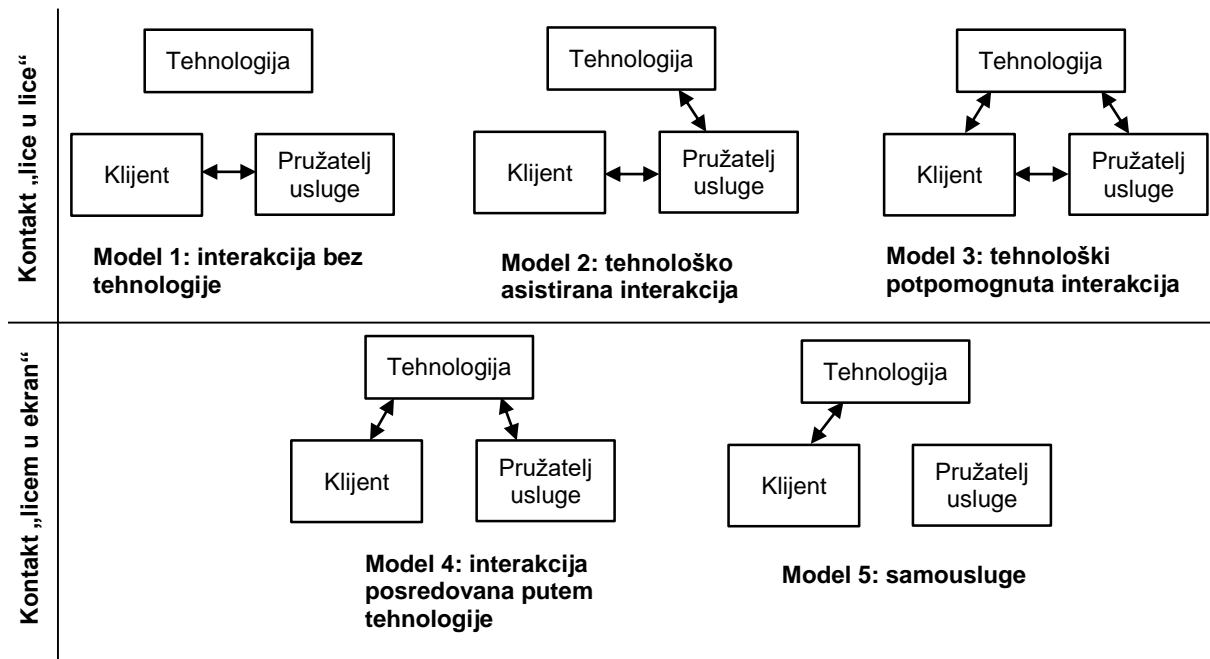 Kontakt „lice u lice“
Tehnologija
Klijent
Pružatelj
usluge
Model 1: interakcija bez
tehnologije
Tehnologija
Klijent
Pružatelj
usluge
Model 2: tehnološko
asistirana interakcija
Tehnologija
Klijent
Pružatelj
usluge
Model 3: tehnološki
potpomognuta interakcija
Kontakt „licem u ekran“
Tehnologija
Klijent
Pružatelj
usluge
Model 4: interakcija
posredovana putem
tehnologije
Tehnologija
Klijent
Pružatelj
usluge
Model 5: samousluge